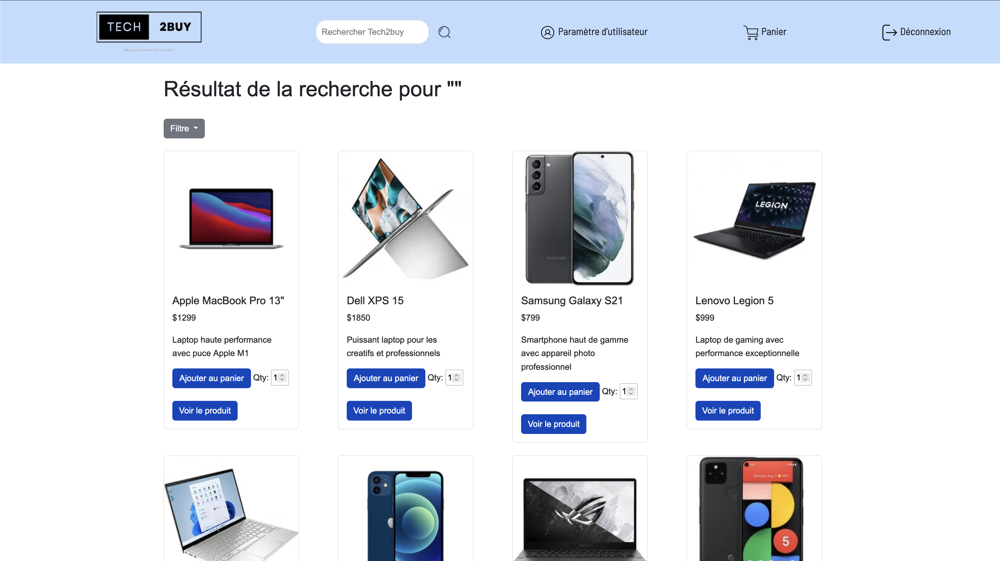 TECH 2BUY
Magazinez-Revendez-Recyclez
Rechercher Tech2buy
Paramètre d’utilisateur
Panier
Déconnexion
Résultat de la recherche pour ""
Filtre
LEGION
SAMSUNG
Apple MacBook Pro 13"
$1299
Laptop haute performance
avec puce Apple M1
Ajouter au panier Qty: 1
Voir le produit
Dell XPS 15
$1850
Puissant laptop pour les
creatifs et professionnels
Ajouter au panier Qty: 1
Voir le produit
Samsung Galaxy S21
$799
Smartphone haut de gamme
avec appareil photo
professionnel
Ajouter au panier Qty: 1
Voir le produit
Lenovo Legion 5
$999
Laptop de gaming avec
performance exceptionnelle
Ajouter au panier Qty: 1
Voir le produit
Monday, Aug 5 68°F
5